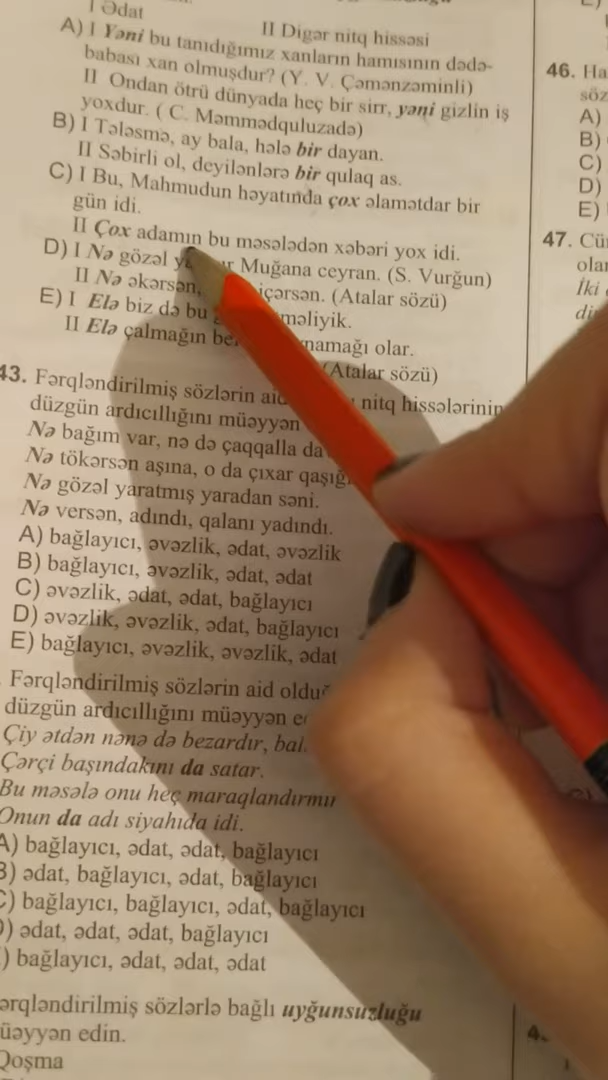 I Ədat
II Digər nitq hissəsi
A) I Yəni bu tanıdığımız xanların hamısının dədə-
babası xan olmuşdur? (Y. V. Çəmənzəminli)
II Ondan ötrü dünyada heç bir sirr, yəni gizlin iş
yoxdur. ( C. Məmmədquluzadə)
B) I Tələsmə, ay bala, hələ bir dayan.
II Səbirli ol, deyilənlərə bir qulaq as.
C) I Bu, Mahmudun həyatında çox əlamətdar bir
gün idi.
II Çox adamın bu məsələdən xəbəri yox idi.
D) I Nə gözəl Muğana ceyran. (S. Vurğun)
II Nə əkərsən, içərsən. (Atalar sözü)
E) I Elə biz də bu
II Elə çalmağın olar.
(Atalar sözü)
43. Fərqləndirilmiş sözlərin nitq hissələrinin
düzgün ardıcıllığını müəyyən
Nə bağım var, nə də çaqqalla
Nə tökərsən aşına, o da çıxar
Nə gözəl yaratmış yaradan səni.
Nə versən, adındı, qalanı yadındı.
A) bağlayıcı, əvəzlik, ədat, əvəzlik
B) bağlayıcı, əvəzlik, ədat, ədat
C) əvəzlik, ədat, ədat, bağlayıcı
D) əvəzlik, əvəzlik, ədat, bağlayıcı
E) bağlayıcı, əvəzlik, əvəzlik, ədat
Fərqləndirilmiş sözlərin aid
düzgün ardıcıllığını müəyyən
Çiy ətdən nənə də bezardır,
Çərçi başındakını da satar.
Bu məsələ onu heç
Onun da adı siyahıda idi.
A) bağlayıcı, ədat, ədat, bağlayıcı
B) ədat, bağlayıcı, ədat, bağlayıcı
C) bağlayıcı, bağlayıcı, ədat, bağlayıcı
D) ədat, ədat, ədat, bağlayıcı
) bağlayıcı, ədat, ədat, ədat
ərqləndirilmiş sözlərlə bağlı uyğunsuzluğu
üəyyən edin.
Qoşma
46. Ha
söz
A)
B)
C)
D)
E)
47. Cü
ola
İki